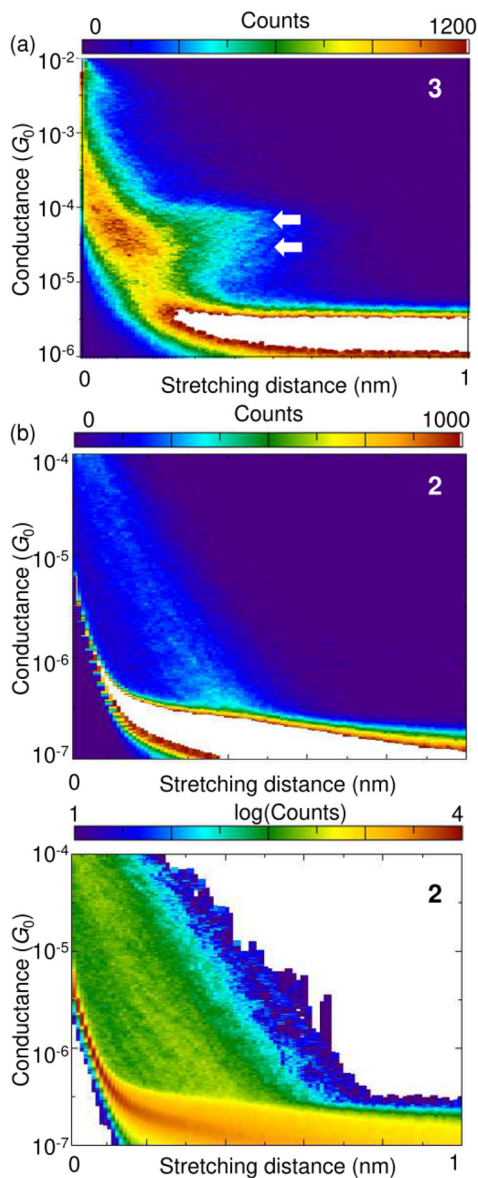 Counts
0 1200
(a)
3
10-2
10-3
10-4
10-5
10-6
Conductance (G0)
0 1
Stretching distance (nm)
Counts
0 1000
(b)
2
10-4
10-5
10-6
10-7
Conductance (G0)
0 1
Stretching distance (nm)
log(Counts)
1 4
2
10-4
10-5
10-6
10-7
Conductance (G0)
0 1
Stretching distance (nm)